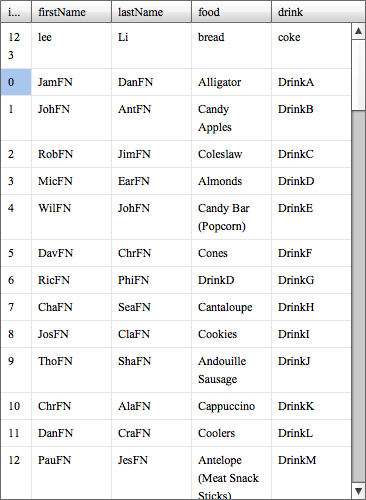 i... firstName lastName food drink
12 lee Li bread coke
3
0 JamFN DanFN Alligator DrinkA
1 JohFN AntFN Candy DrinkB
Apples
2 RobFN JimFN Coleslaw DrinkC
3 MicFN EarFN Almonds DrinkD
4 WilFN JohFN Candy Bar DrinkE
(Popcorn)
5 DavFN ChrFN Cones DrinkF
6 RicFN PhiFN DrinkD DrinkG
7 ChaFN SeaFN Cantaloupe DrinkH
8 JosFN ClaFN Cookies DrinkI
9 ThoFN ShaFN Andouille DrinkJ
Sausage
10 ChrFN AlaFN Cappuccino DrinkK
11 DanFN CraFN Coolers DrinkL
12 PauFN JesFN Antelope DrinkM
(Meat Snack
Sticks)